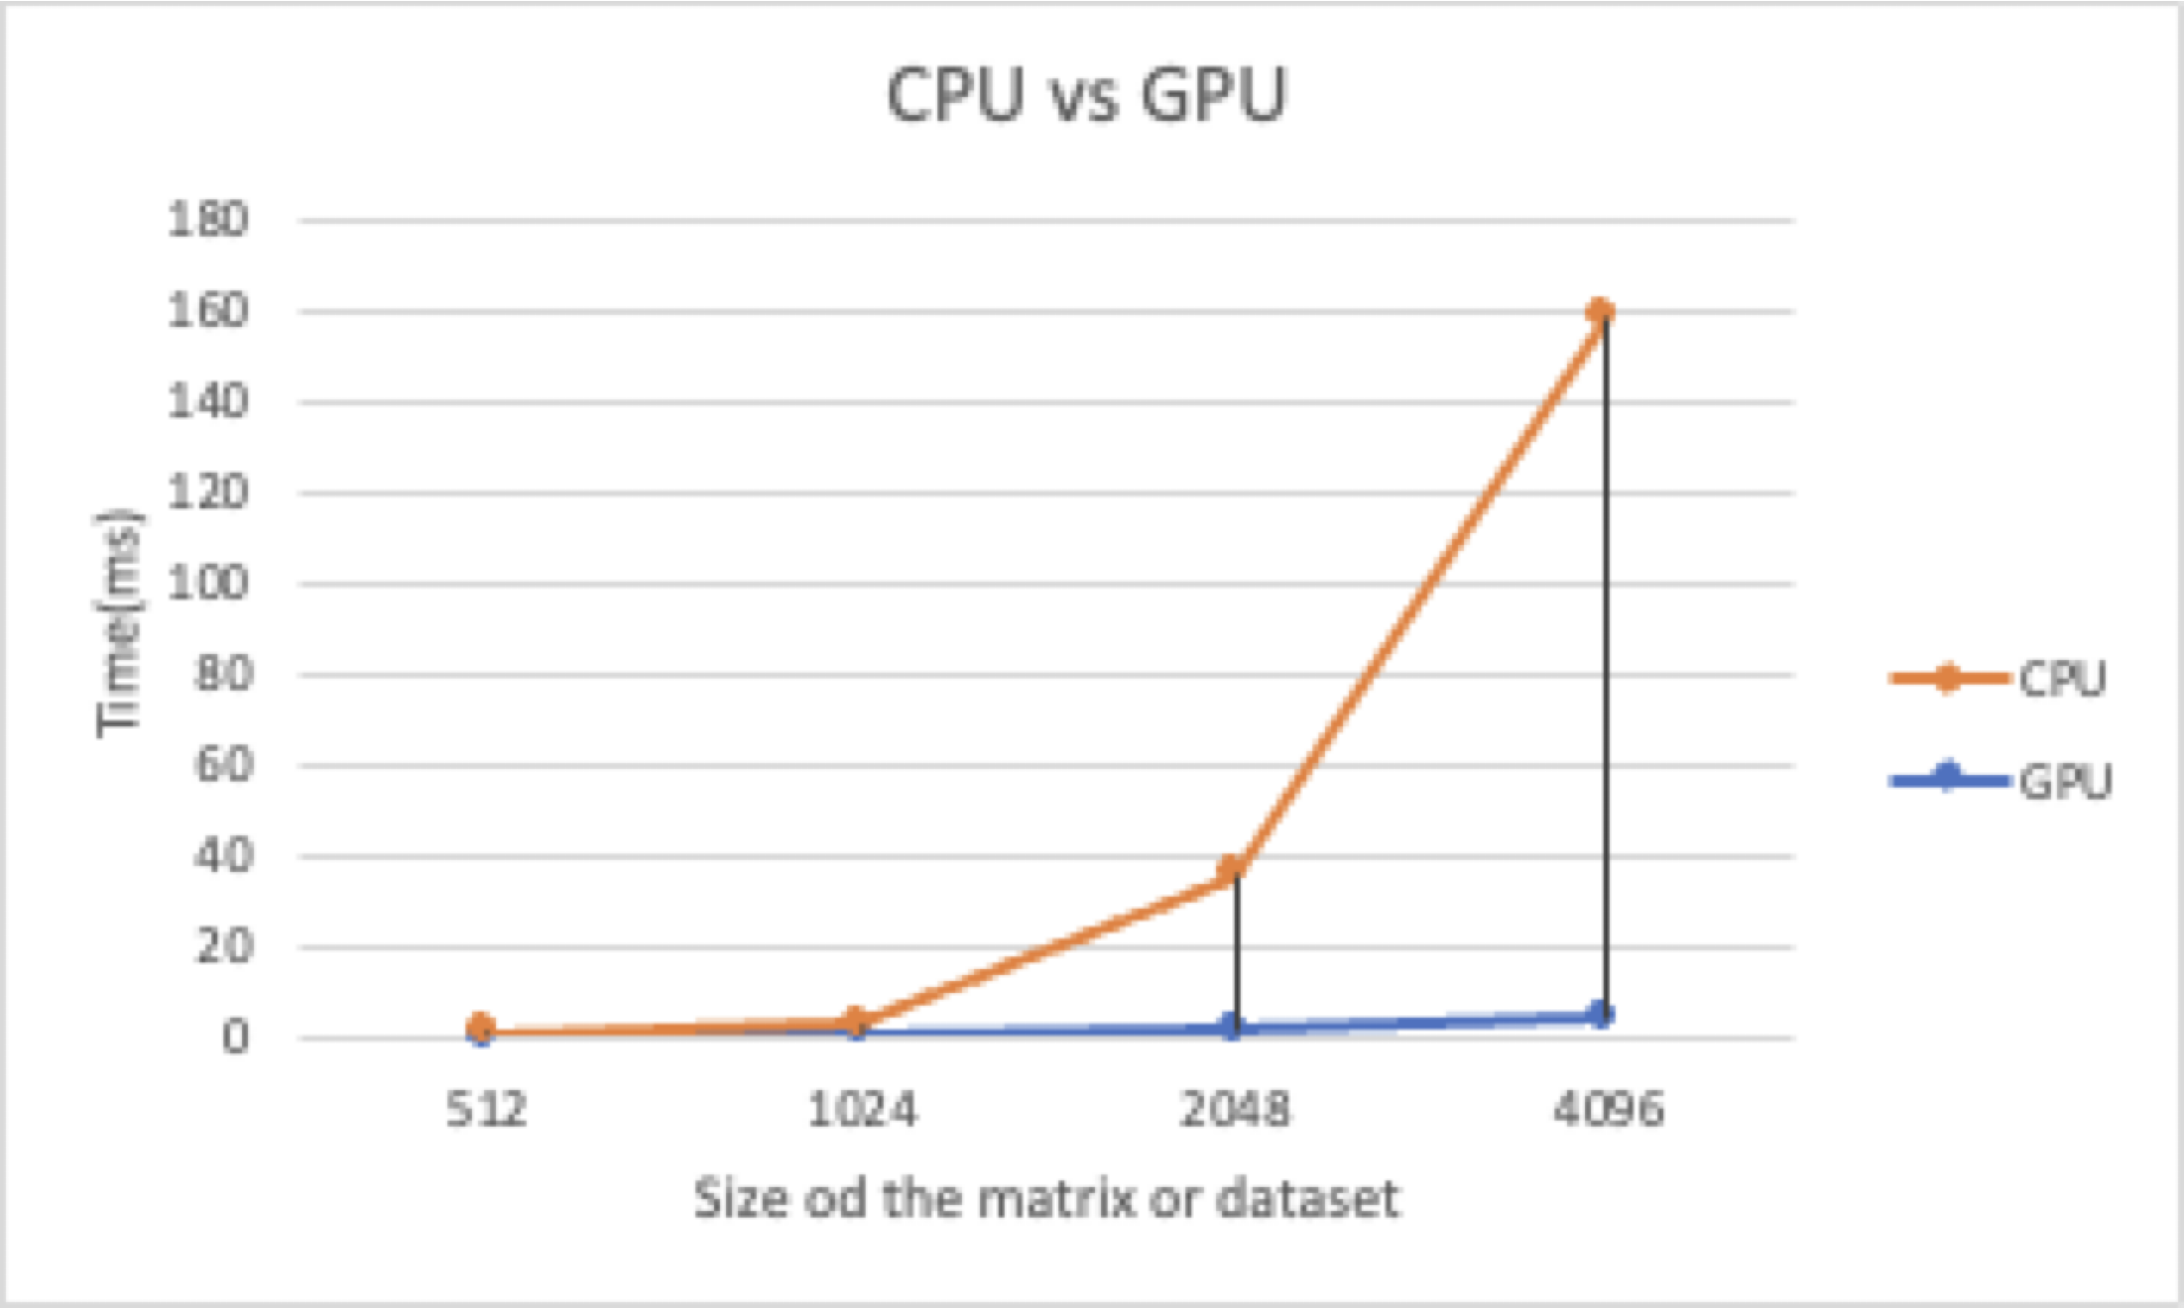 CPU vs GPU
180
160
140
120
100
80
60
40
20
0
Time(ms)
512 1024 2048 4096
Size od the matrix or dataset
CPU
GPU